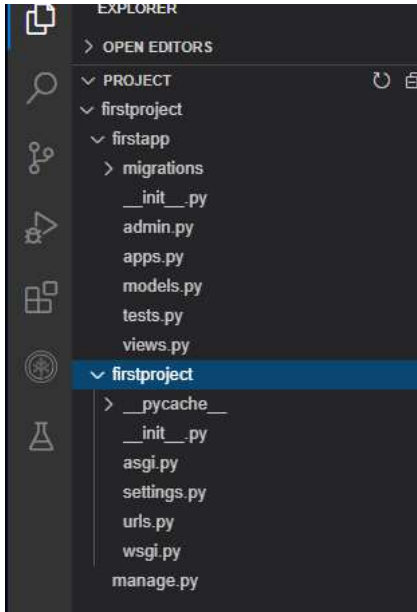 EXPLORER
OPEN EDITORS
PROJECT
firstproject
firstapp
migrations
__init__.py
admin.py
apps.py
models.py
tests.py
views.py
firstproject
__pycache__
__init__.py
asgi.py
settings.py
urls.py
wsgi.py
manage.py